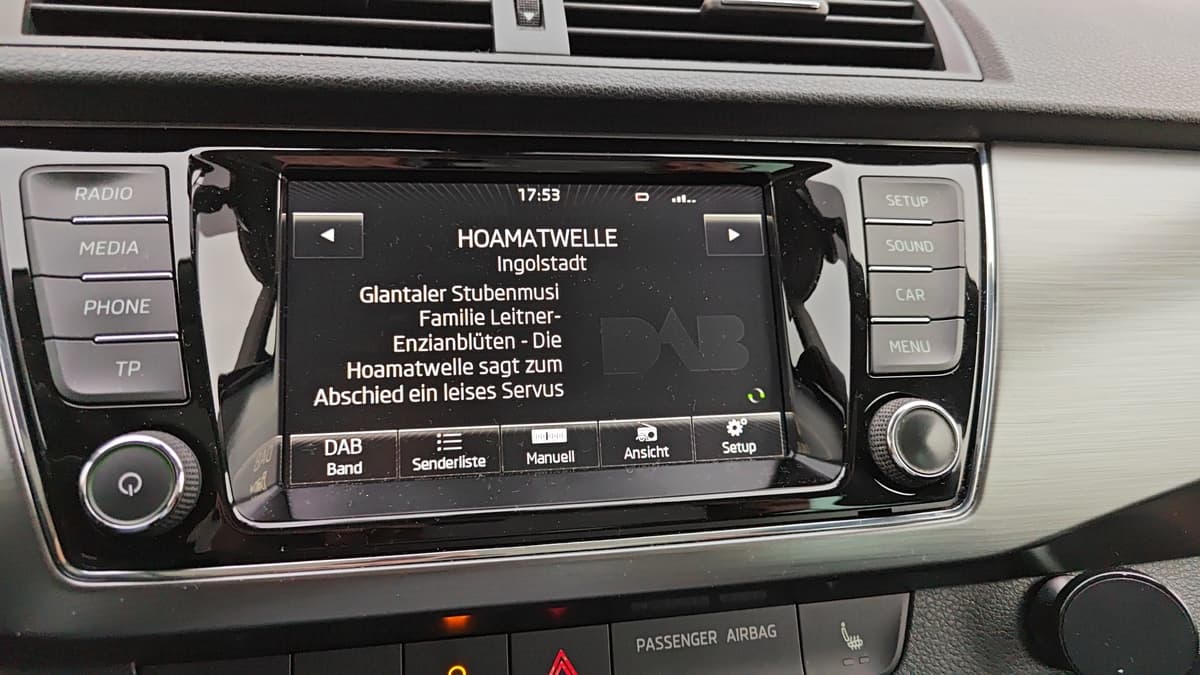 RADIO
MEDIA
PHONE
TP
17:53
HOAMATWELLE
Ingolstadt
Glantaler Stubenmusi
Familie Leitner-
Enzianblüten - Die
Hoamatwelle sagt zum
Abschied ein leises Servus
DAB
DAB
Band
Senderliste
Manuell
Ansicht
Setup
SETUP
SOUND
CAR
MENU
PASSENGER AIRBAG